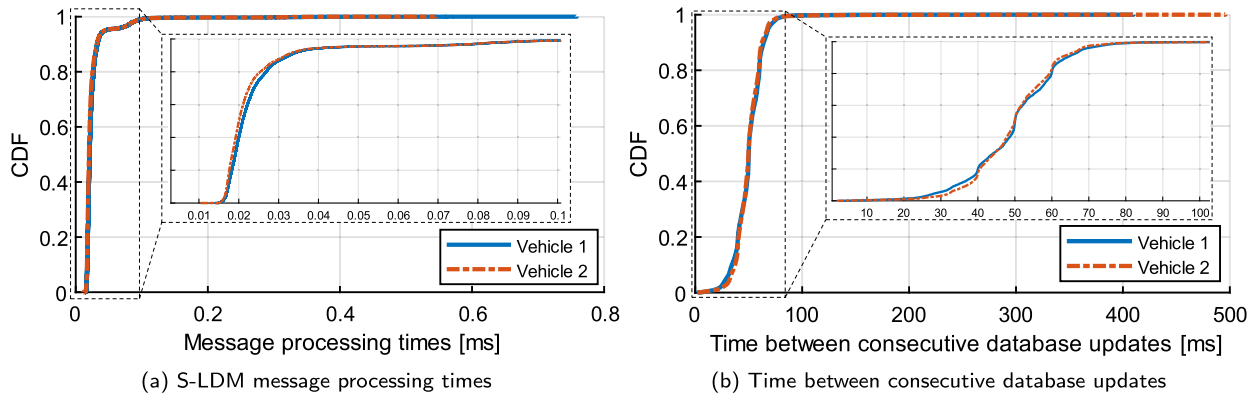 1
0.8
0.6
0.4
0.2
0
CDF
0.01 0.02 0.03 0.04 0.05 0.06 0.07 0.08 0.09 0.1
Vehicle 1
Vehicle 2
0 0.2 0.4 0.6 0.8
Message processing times [ms]
(a) S-LDM message processing times
1
0.8
0.6
0.4
0.2
0
CDF
10 20 30 40 50 60 70 80 90 100
Vehicle 1
Vehicle 2
0 100 200 300 400 500
Time between consecutive database updates [ms]
(b) Time between consecutive database updates